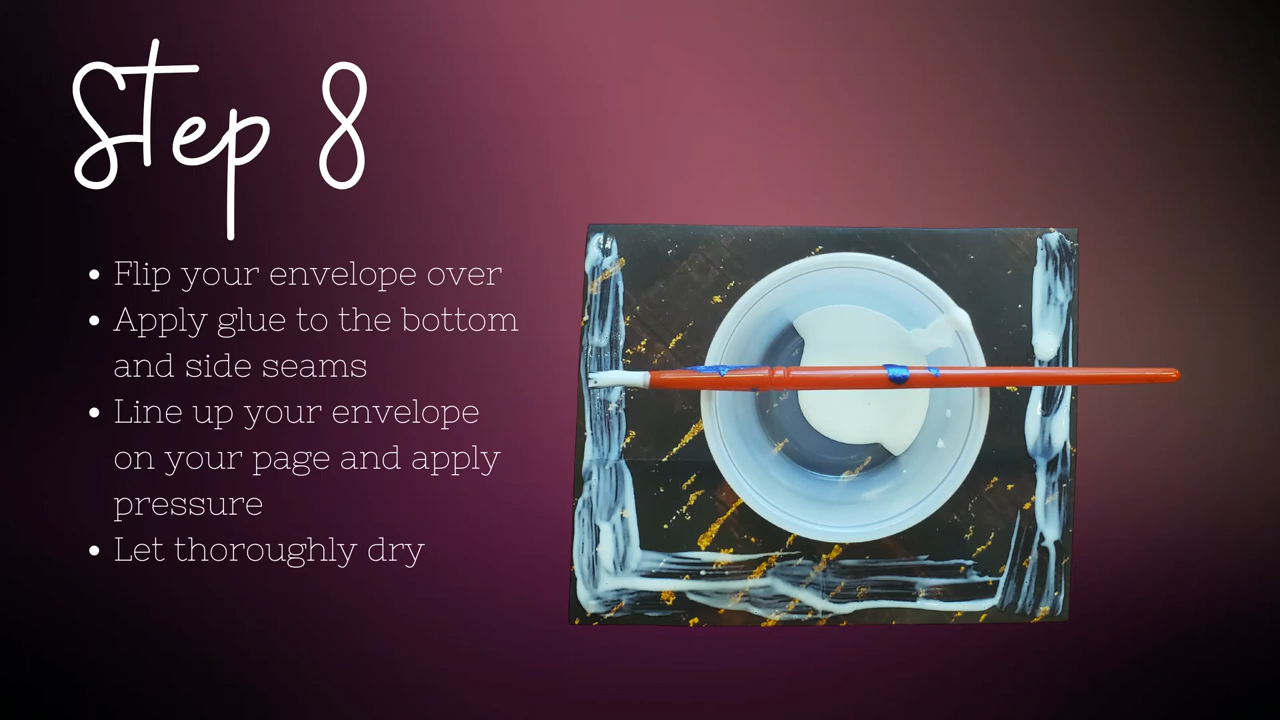 Step 8
• Flip your envelope over
• Apply glue to the bottom
and side seams
• Line up your envelope
on your page and apply
pressure
• Let thoroughly dry